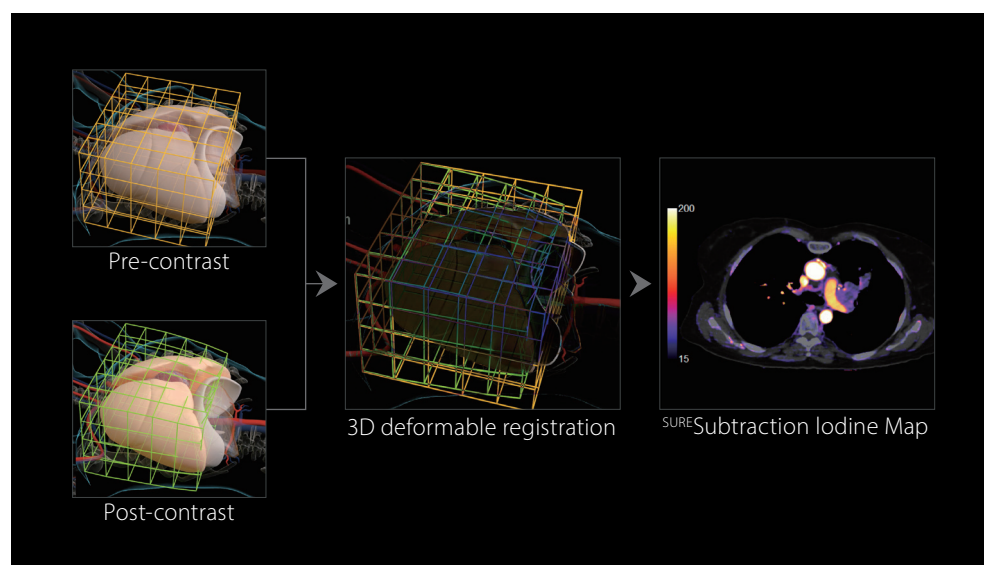 Pre-contrast
Post-contrast
3D deformable registration
200
15
SURESubtraction Iodine Map